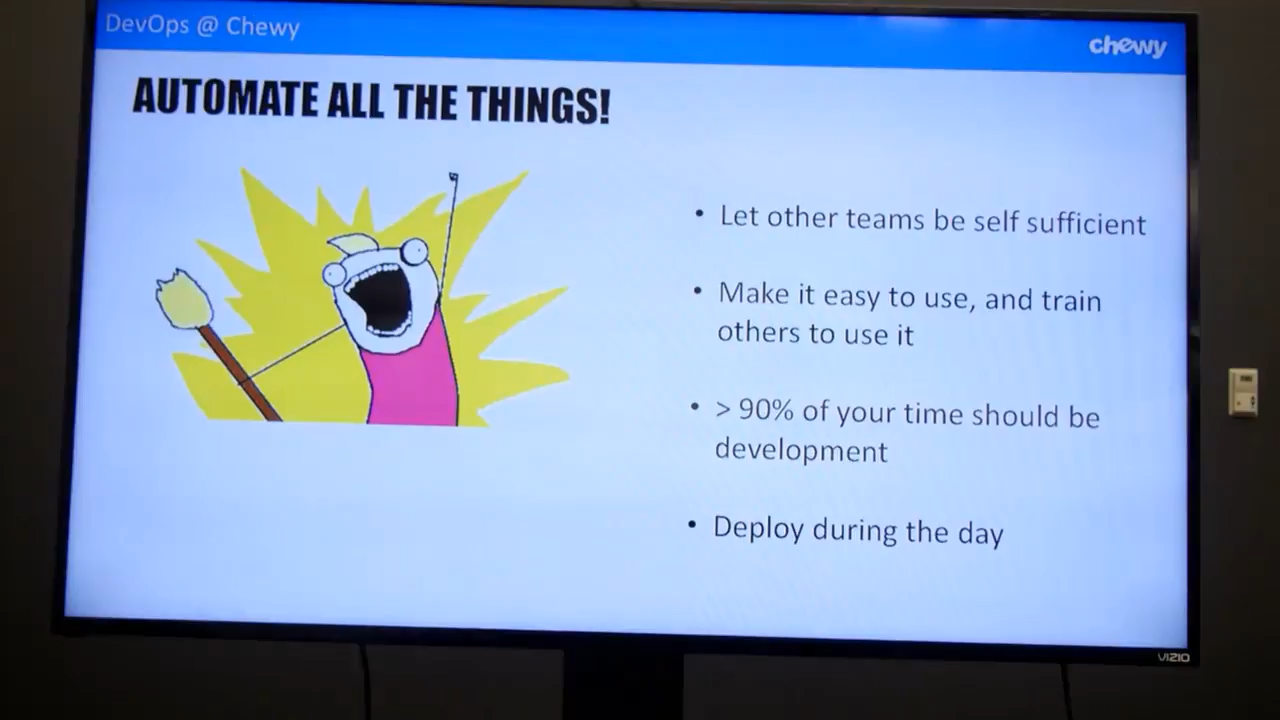 DevOps @ Chewy
chewy
AUTOMATE ALL THE THINGS!
• Let other teams be self sufficient
• Make it easy to use, and train
others to use it
• > 90% of your time should be
development
• Deploy during the day
VIZIO